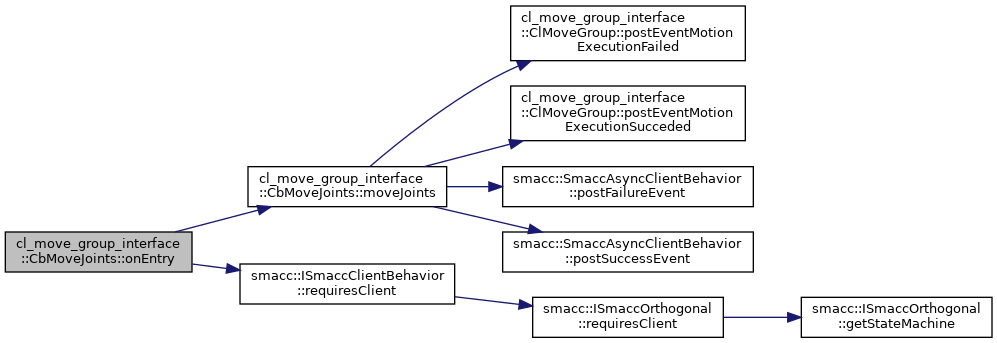 cl_move_group_interface
::ClMoveGroup::postEventMotion
ExecutionFailed
cl_move_group_interface
::ClMoveGroup::postEventMotion
ExecutionSucceded
cl_move_group_interface
::CbMoveJoints::moveJoints
smacc::SmaccAsyncClientBehavior
::postFailureEvent
smacc::SmaccAsyncClientBehavior
::postSuccessEvent
cl_move_group_interface
::CbMoveJoints::onEntry
smacc::ISmaccClientBehavior
::requiresClient
smacc::ISmaccOrthogonal
::requiresClient
smacc::ISmaccOrthogonal
::getStateMachine